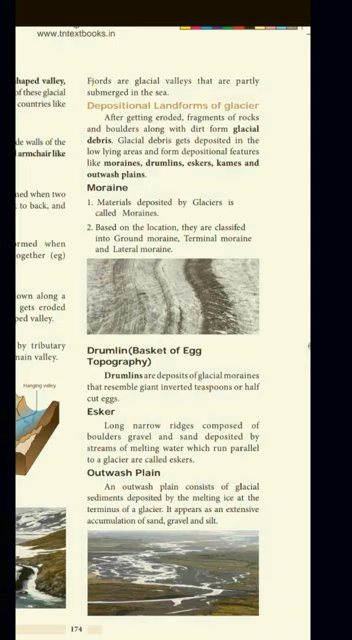 www.tntextbooks.in
haped valley,
of these glacial
countries like
de walls of the
armchair like
ned when two
to back, and
ormed when
ogether (eg)
own along a
gets eroded
ped valley.
by tributary
nain valley.
Hanging valley
Fjords are glacial valleys that are partly
submerged in the sea.
Depositional Landforms of glacier
After getting eroded, fragments of rocks
and boulders along with dirt form glacial
debris. Glacial debris gets deposited in the
low lying areas and form depositional features
like moraines, drumlins, eskers, kames and
outwash plains.
Moraine
1. Materials deposited by Glaciers is
called Moraines.
2. Based on the location, they are classifed
into Ground moraine, Terminal moraine
and Lateral moraine.
Drumlin(Basket of Egg
Topography)
Drumlins are deposits of glacial moraines
that resemble giant inverted teaspoons or half
cut eggs.
Esker
Long narrow ridges composed of
boulders gravel and sand deposited by
streams of melting water which run parallel
to a glacier are called eskers.
Outwash Plain
An outwash plain consists of glacial
sediments deposited by the melting ice at the
terminus of a glacier. It appears as an extensive
accumulation of sand, gravel and silt.
174